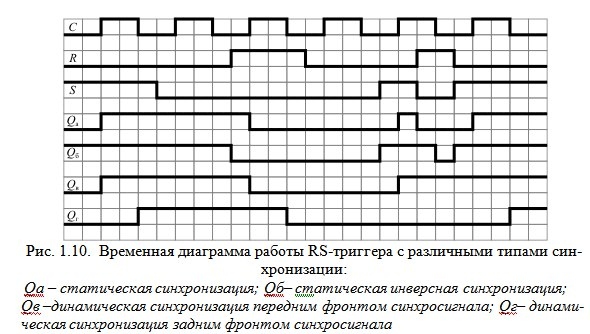 C
R
S
Qа
Qб
Qв
Qг
Рис. 1.10. Временная диаграмма работы RS-триггера с различными типами син-
хронизации:
Qа – статическая синхронизация; Qб– статическая инверсная синхронизация;
Qв –динамическая синхронизация передним фронтом синхросигнала; Qг– динами-
ческая синхронизация задним фронтом синхросигнала